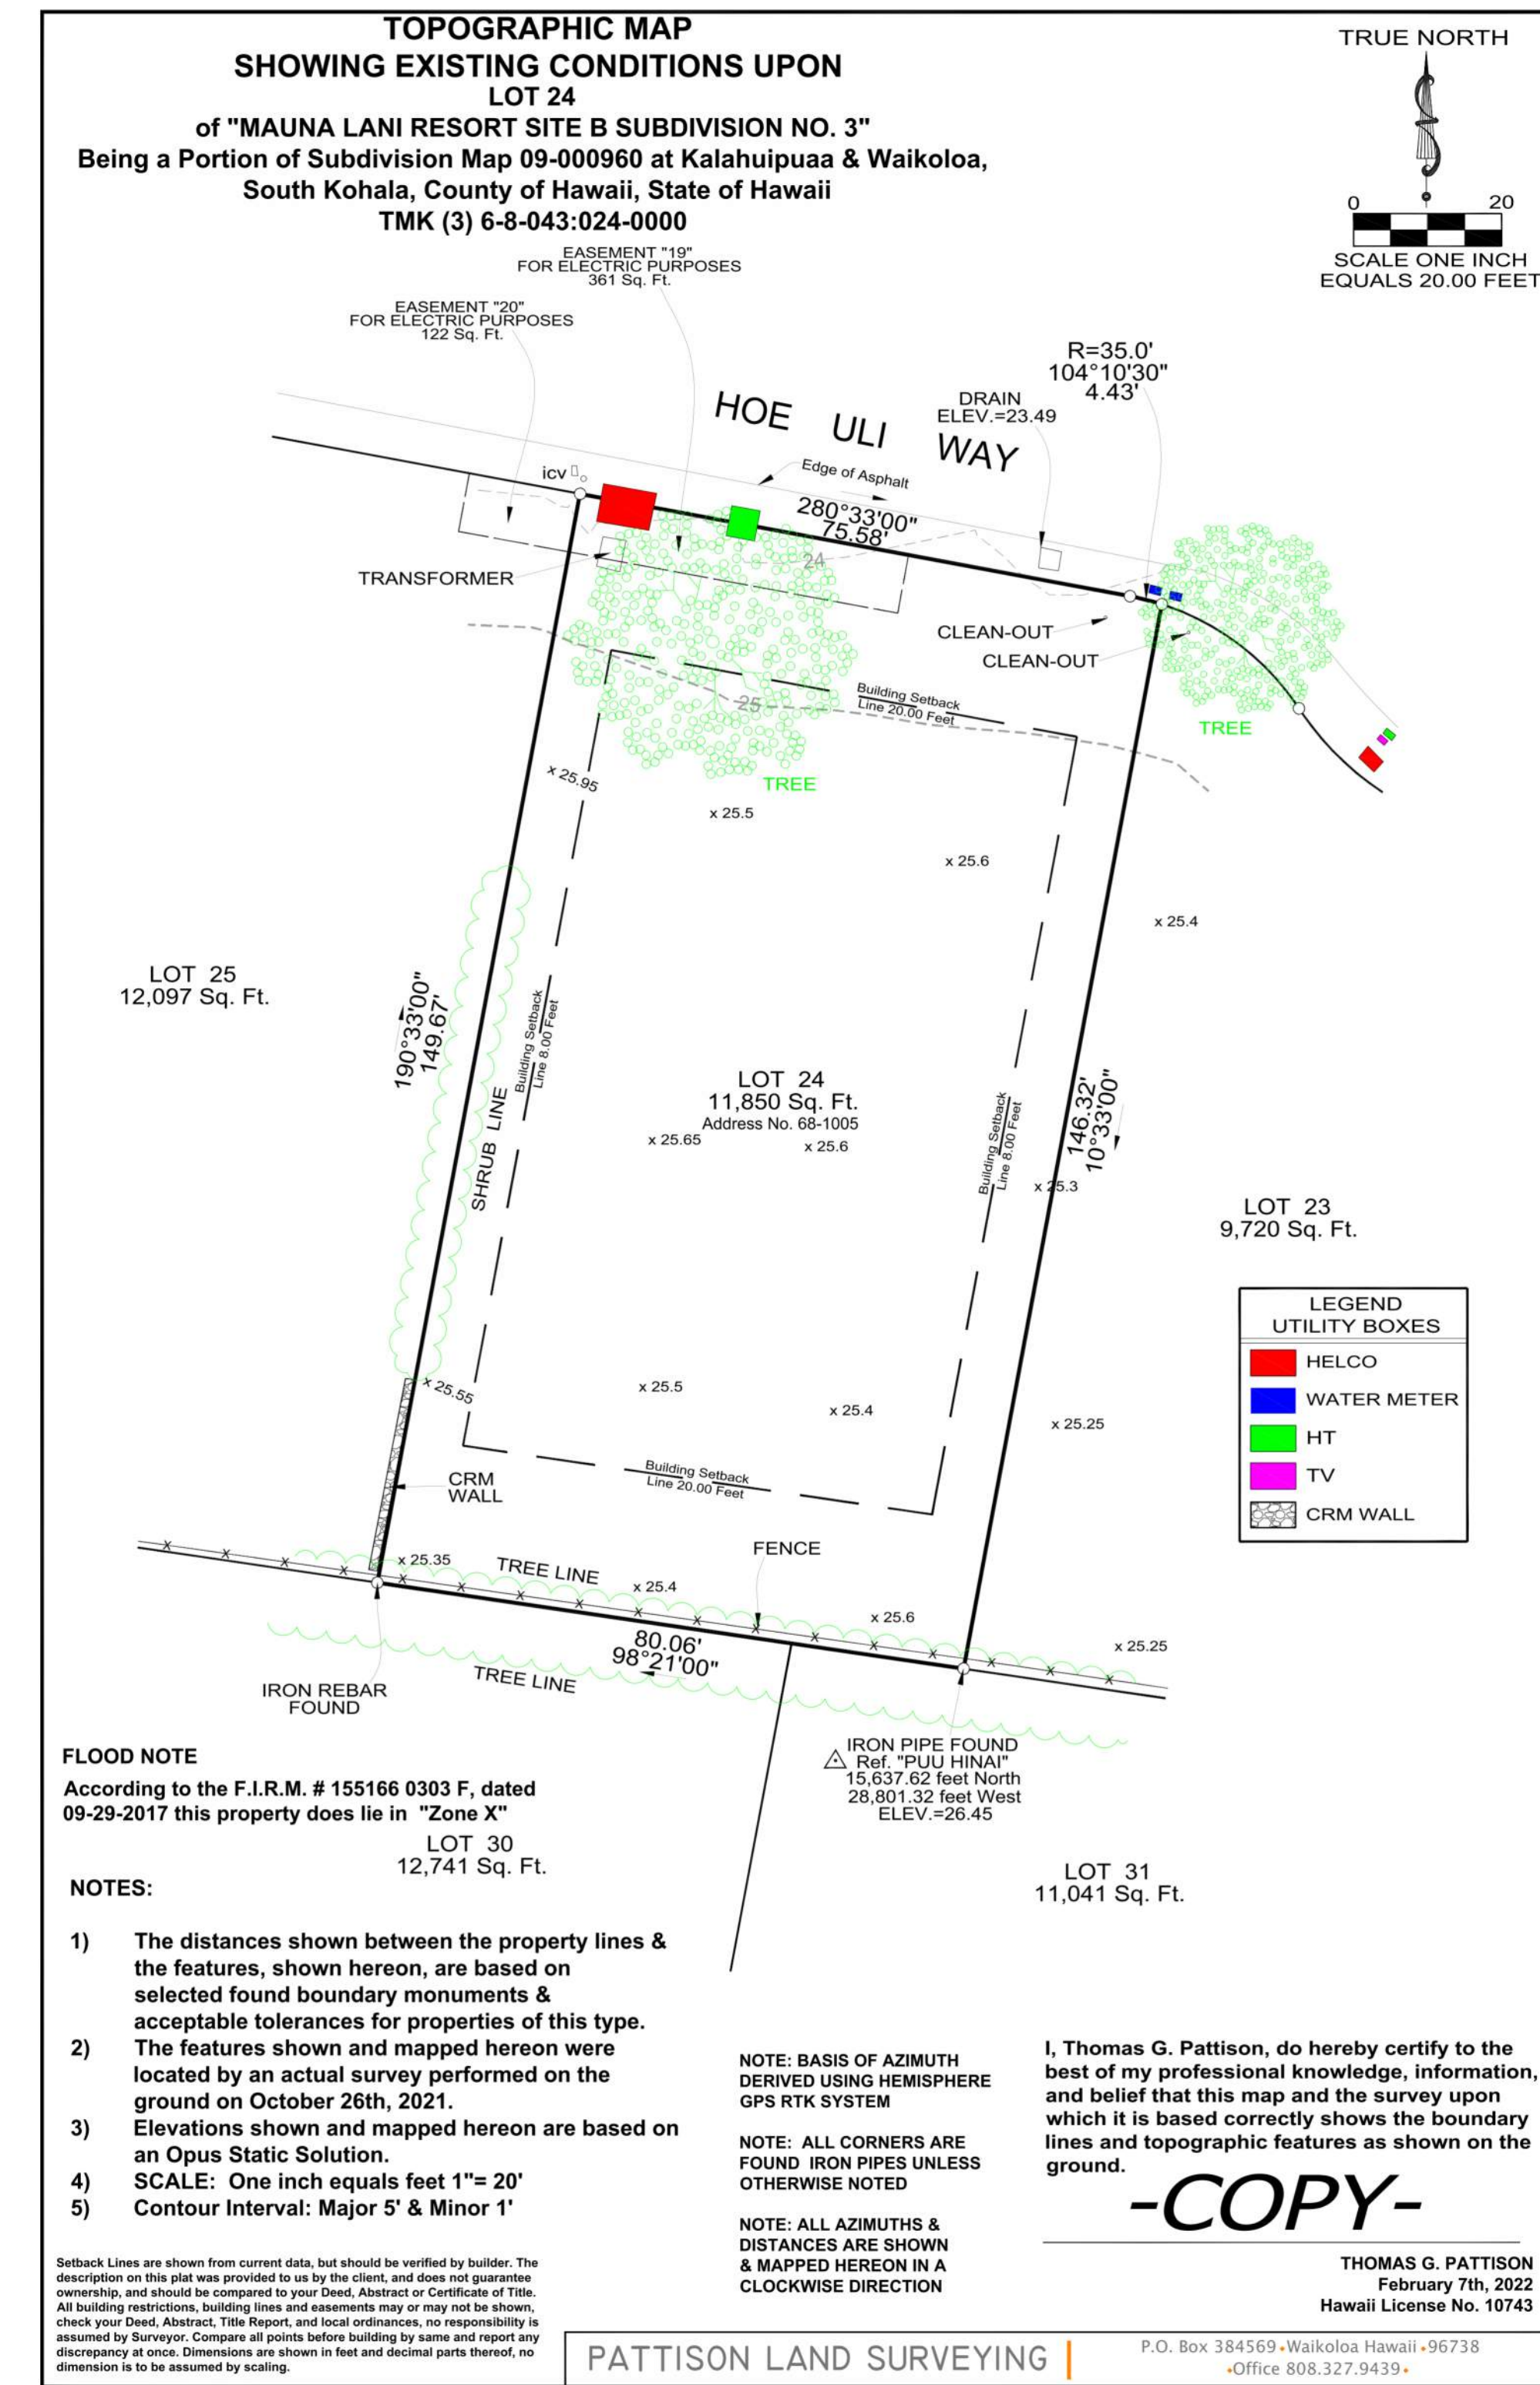 TOPOGRAPHIC MAP
SHOWING EXISTING CONDITIONS UPON
LOT 24
of "MAUNA LANI RESORT SITE B SUBDIVISION NO. 3"
Being a Portion of Subdivision Map 09-000960 at Kalahuipuaa & Waikoloa,
South Kohala, County of Hawaii, State of Hawaii
TMK (3) 6-8-043:024-0000
TRUE NORTH
0 20
SCALE ONE INCH
EQUALS 20.00 FEET
EASEMENT "19"
FOR ELECTRIC PURPOSES
361 Sq. Ft.
EASEMENT "20"
FOR ELECTRIC PURPOSES
122 Sq. Ft.
R=35.0'
104°10'30"
4.43'
DRAIN
ELEV.=23.49
HOE ULI WAY
icv
Edge of Asphalt
280°33'00"
75.58'
24
TRANSFORMER
CLEAN-OUT
CLEAN-OUT
Building Setback
Line 20.00 Feet
25
TREE
TREE
x 25.95
x 25.5
x 25.6
x 25.4
LOT 25
12,097 Sq. Ft.
190°33'00"
149.67'
Building Setback
Line 8.00 Feet
SHRUB LINE
LOT 24
11,850 Sq. Ft.
Address No. 68-1005
x 25.65
x 25.6
Building Setback
Line 8.00 Feet
146.32'
10°33'00"
x 25.3
LOT 23
9,720 Sq. Ft.
LEGEND
UTILITY BOXES
HELCO
WATER METER
HT
TV
CRM WALL
x 25.55
x 25.5
x 25.4
x 25.25
Building Setback
Line 20.00 Feet
CRM
WALL
FENCE
x 25.35
TREE LINE
x 25.4
x 25.6
x 25.25
80.06'
98°21'00"
TREE LINE
IRON REBAR
FOUND
IRON PIPE FOUND
Ref. "PUU HINAI"
15,637.62 feet North
28,801.32 feet West
ELEV.=26.45
FLOOD NOTE
According to the F.I.R.M. # 155166 0303 F, dated
09-29-2017 this property does lie in "Zone X"
LOT 30
12,741 Sq. Ft.
LOT 31
11,041 Sq. Ft.
NOTES:
1) The distances shown between the property lines &
the features, shown hereon, are based on
selected found boundary monuments &
acceptable tolerances for properties of this type.
2) The features shown and mapped hereon were
located by an actual survey performed on the
ground on October 26th, 2021.
3) Elevations shown and mapped hereon are based on
an Opus Static Solution.
4) SCALE: One inch equals feet 1"= 20'
5) Contour Interval: Major 5' & Minor 1'
NOTE: BASIS OF AZIMUTH
DERIVED USING HEMISPHERE
GPS RTK SYSTEM
NOTE: ALL CORNERS ARE
FOUND IRON PIPES UNLESS
OTHERWISE NOTED
NOTE: ALL AZIMUTHS &
DISTANCES ARE SHOWN
& MAPPED HEREON IN A
CLOCKWISE DIRECTION
I, Thomas G. Pattison, do hereby certify to the
best of my professional knowledge, information,
and belief that this map and the survey upon
which it is based correctly shows the boundary
lines and topographic features as shown on the
ground.
-COPY-
THOMAS G. PATTISON
February 7th, 2022
Hawaii License No. 10743
Setback Lines are shown from current data, but should be verified by builder. The
description on this plat was provided to us by the client, and does not guarantee
ownership, and should be compared to your Deed, Abstract or Certificate of Title.
All building restrictions, building lines and easements may or may not be shown,
check your Deed, Abstract, Title Report, and local ordinances, no responsibility is
assumed by Surveyor. Compare all points before building by same and report any
discrepancy at once. Dimensions are shown in feet and decimal parts thereof, no
dimension is to be assumed by scaling.
PATTISON LAND SURVEYING
P.O. Box 384569•Waikoloa Hawaii•96738
•Office 808.327.9439•